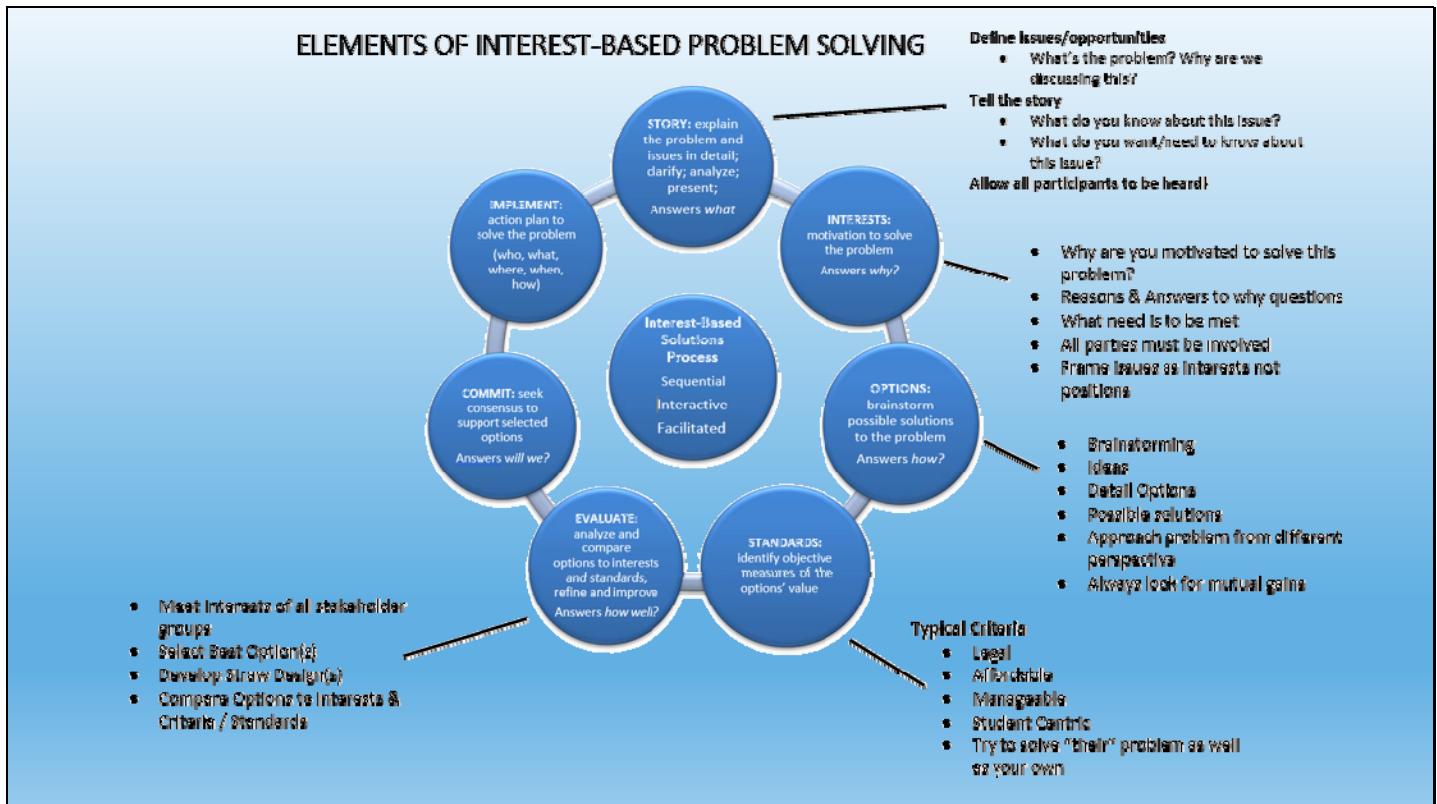 ELEMENTS OF INTEREST-BASED PROBLEM SOLVING
Define issues/opportunities
• What's the problem? Why are we
discussing this?
Tell the story
• What do you know about this issue?
• What do you want/need to know about
this issue?
Allow all participants to be heard!
STORY: explain
the problem and
issues in detail;
clarify; analyze;
present;
Answers what
INTERESTS:
motivation to solve
the problem
Answers why?
• Why are you motivated to solve this
problem?
• Reasons & Answers to why questions
• What need is to be met
• All parties must be involved
• Frame issues as interests not
positions
OPTIONS:
brainstorm
possible solutions
to the problem
Answers how?
• Brainstorming
• Ideas
• Detail Options
• Possible solutions
• Approach problem from different
perspective
• Always look for mutual gains
STANDARDS:
identify objective
measures of the
options' value
Typical Criteria
• Legal
• Affordable
• Manageable
• Student Centric
• Try to solve "their" problem as well
as your own
EVALUATE:
analyze and
compare
options to interests
and standards,
refine and improve
Answers how well?
• Meet Interests of all stakeholder
groups
• Select Best Option(s)
• Develop Straw Design(s)
• Compare Options to Interests &
Criteria / Standards
COMMIT: seek
consensus to
support selected
options
Answers will we?
IMPLEMENT:
action plan to
solve the problem
(who, what,
where, when,
how)
Interest-Based
Solutions
Process
Sequential
Interactive
Facilitated